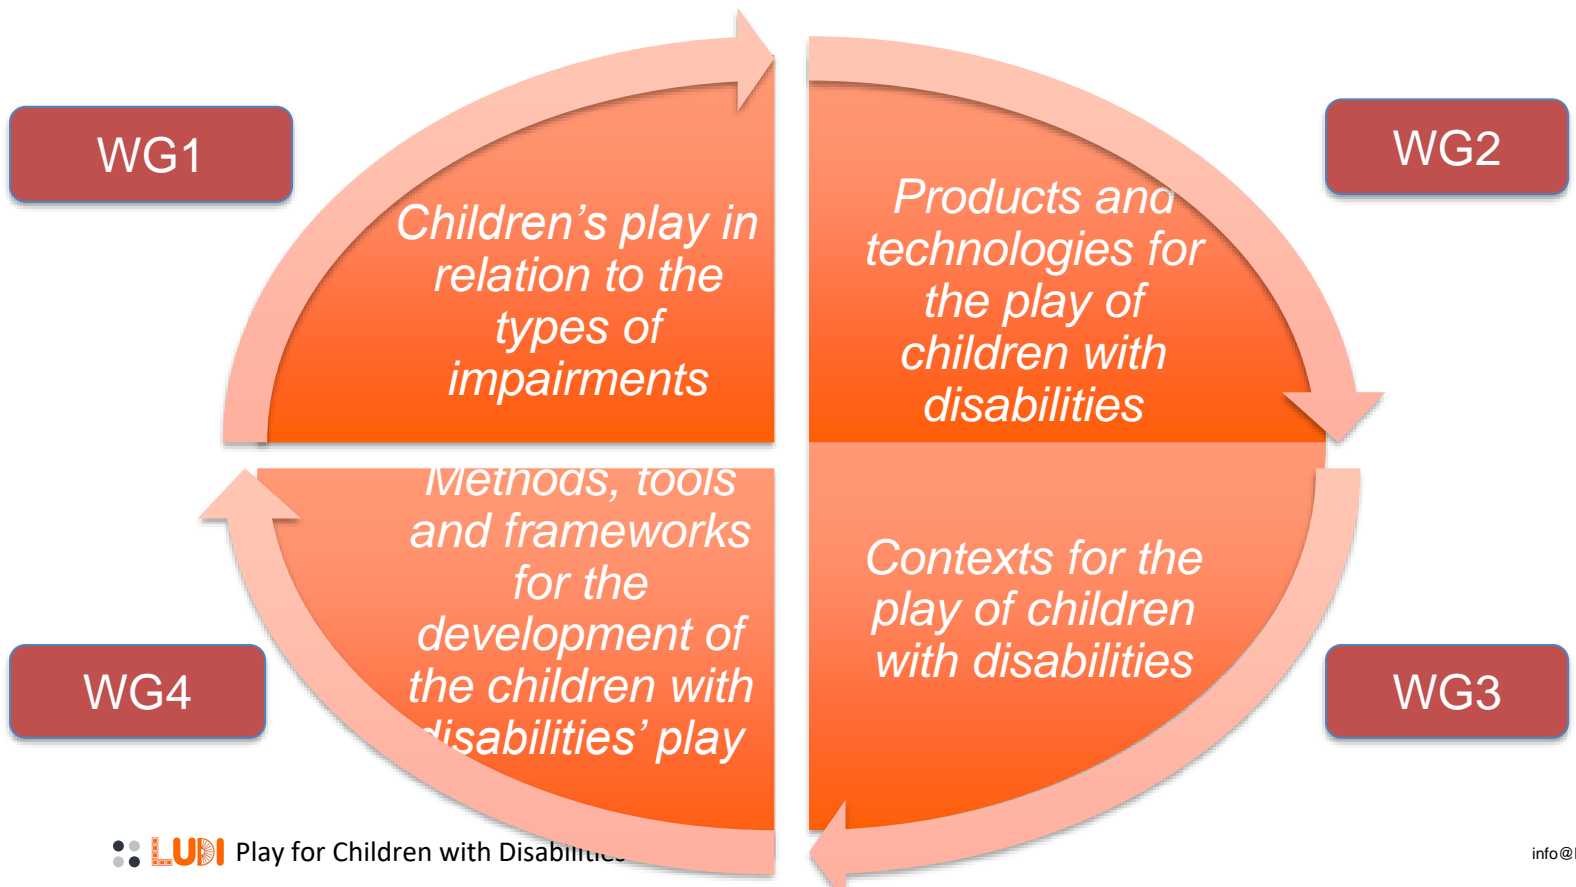 WG1
Children’s play in
relation to the
types of
impairments
WG2
Products and
technologies for
the play of
children with
disabilities
WG4
Methods, tools
and frameworks
for the
development of
the children with
disabilities’ play
WG3
Contexts for the
play of children
with disabilities
LUDI Play for Children with Disabilities
info@